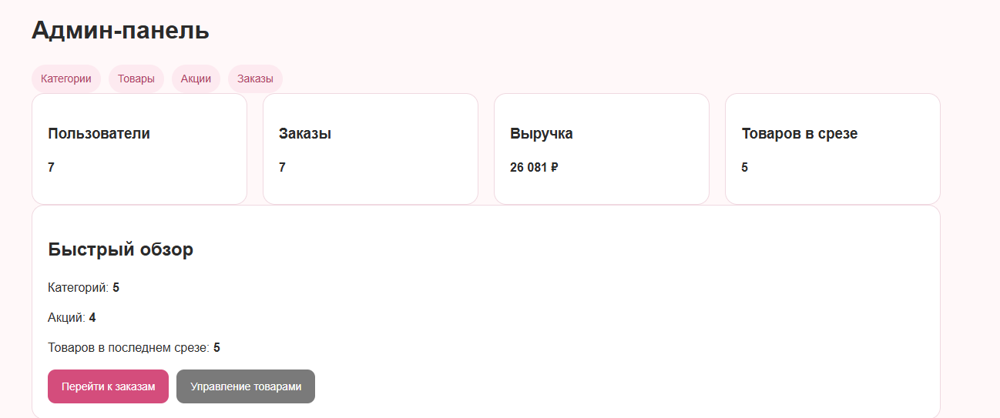 Админ-панель
Категории Товары Акции Заказы
Пользователи Заказы Выручка Товаров в срезе
7 7 26 081 ₽ 5
Быстрый обзор
Категорий: 5
Акций: 4
Товаров в последнем срезе: 5
Перейти к заказам Управление товарами